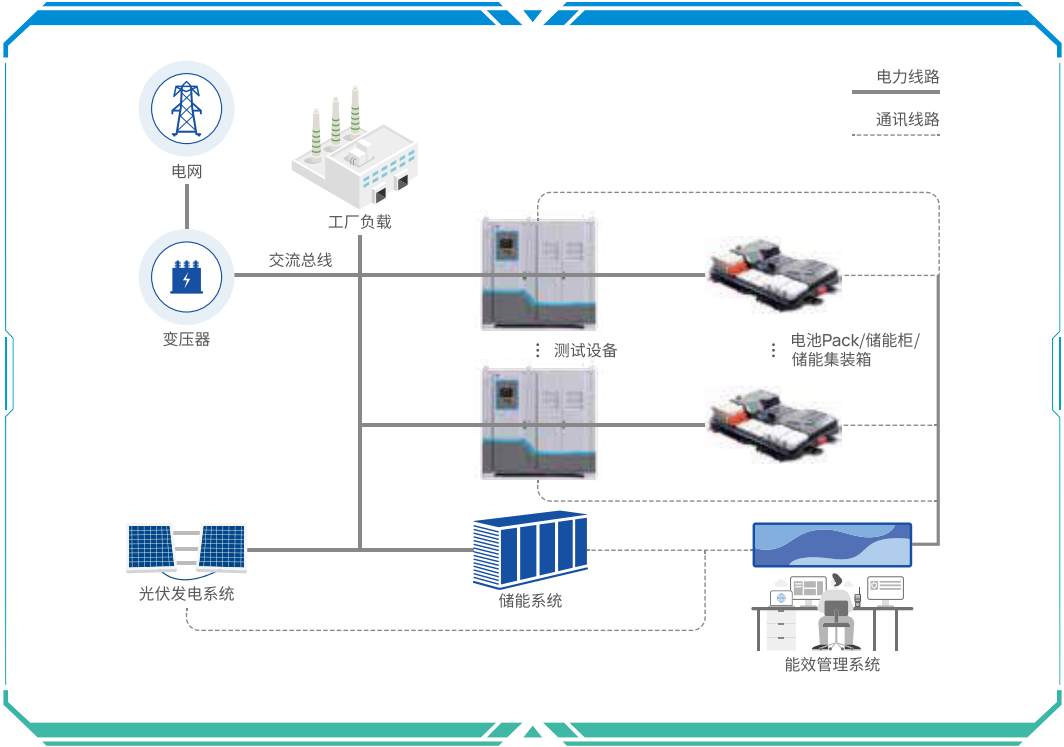 电力线路
通讯线路
电网
工厂负载
交流总线
变压器
测试设备
电池Pack/储能柜/
储能集装箱
光伏发电系统
储能系统
能效管理系统